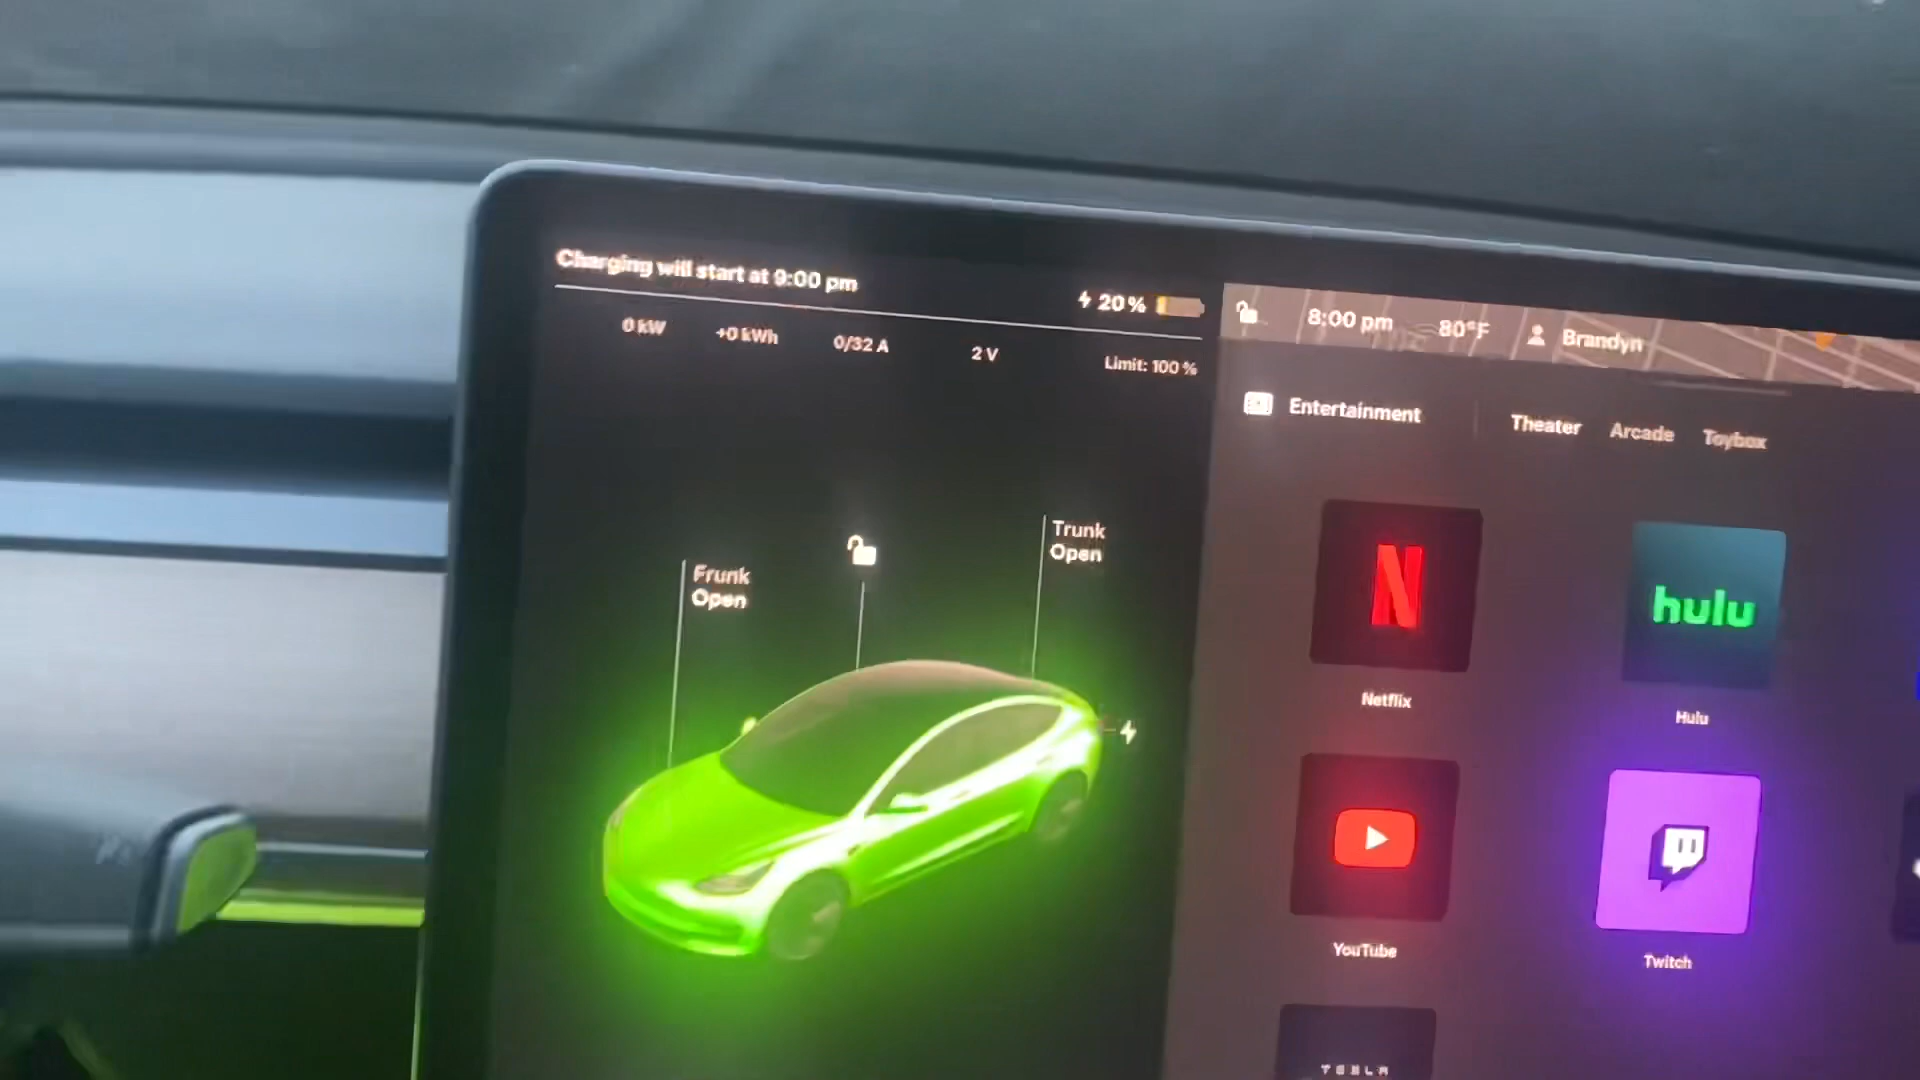 Charging will start at 9:00 pm
20 %
0 kW
+0 kWh
0/32 A
2 V
Limit: 100 %
Frunk
Open
Trunk
Open
8:00 pm
80°F
Brandyn
Entertainment
Theater
Arcade
Toybox
N
Netflix
hulu
Hulu
YouTube
Twitch
TESLA